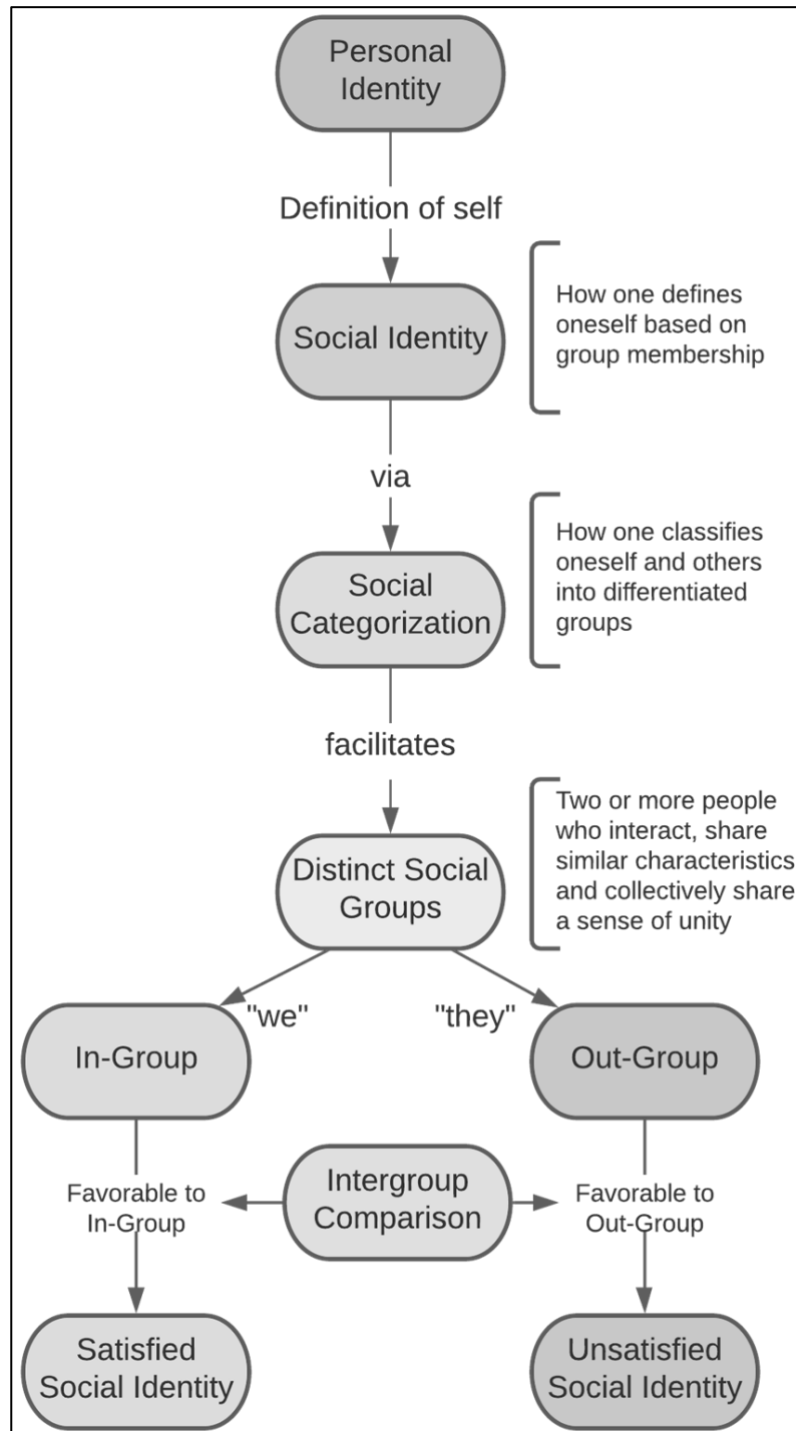 Personal
Identity
Definition of self
Social Identity
How one defines
oneself based on
group membership
via
Social
Categorization
How one classifies
oneself and others
into differentiated
groups
facilitates
Distinct Social
Groups
Two or more people
who interact, share
similar characteristics
and collectively share
a sense of unity
"we"
"they"
In-Group
Out-Group
Favorable to
In-Group
Intergroup
Comparison
Favorable to
Out-Group
Satisfied
Social Identity
Unsatisfied
Social Identity